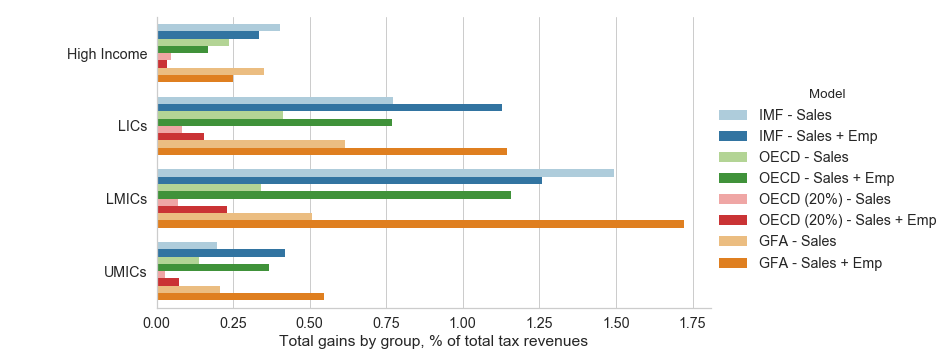 High Income
LICs
LMICs
UMICs
0.00 0.25 0.50 0.75 1.00 1.25 1.50 1.75
Total gains by group, % of total tax revenues
Model
IMF - Sales
IMF - Sales + Emp
OECD - Sales
OECD - Sales + Emp
OECD (20%) - Sales
OECD (20%) - Sales + Emp
GFA - Sales
GFA - Sales + Emp